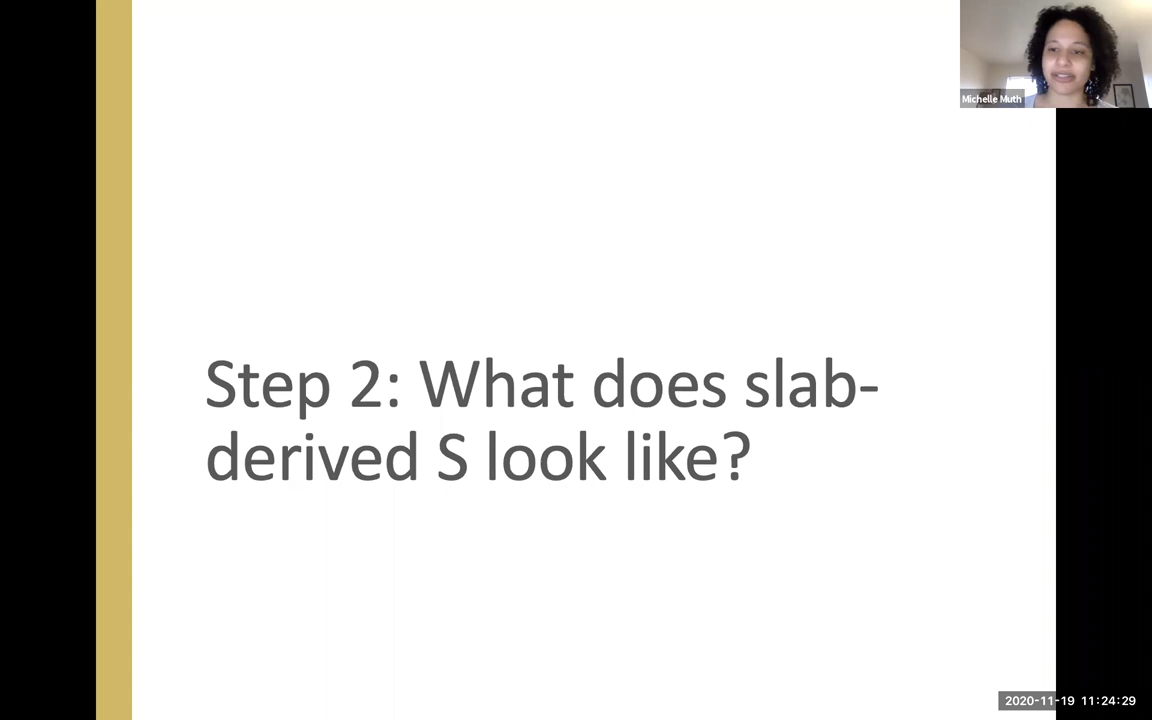 Michelle Muth
Step 2: What does slab-
derived S look like?
2020-11-19 11:24:29